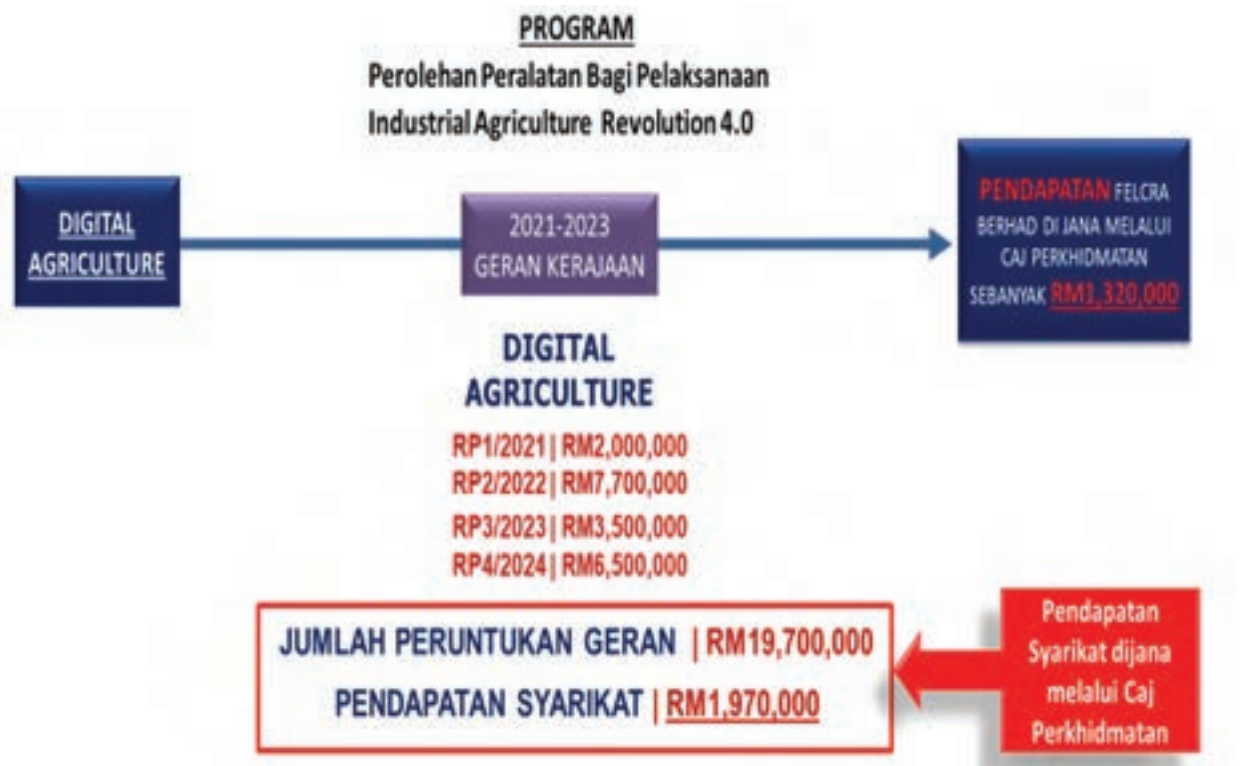 PROGRAM
Perolehan Peralatan Bagi Pelaksanaan
Industrial Agriculture Revolution 4.0
DIGITAL
AGRICULTURE
2021-2023
GERAN KERAJAAN
PENDAPATAN FELCRA
BERHAD DI JANA MELALUI
CAJ PERKHIDMATAN
SEBANYAK RM1,320,000
DIGITAL
AGRICULTURE
RP1/2021| RM2,000,000
RP2/2022| RM7,700,000
RP3/2023| RM3,500,000
RP4/2024| RM6,500,000
JUMLAH PERUNTUKAN GERAN | RM19,700,000
PENDAPATAN SYARIKAT | RM1,970,000
Pendapatan
Syarikat dijana
melalui Caj
Perkhidmatan